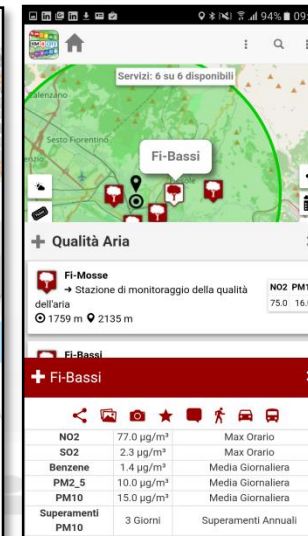 94% 09
Servizi: 6 su 6 disponibili
Calenzano
Sesto Fiorentino
Fi-Bassi
Qualità Aria
Fi-Mosse
→ Stazione di monitoraggio della qualità dell'aria
NO2 PM1
75.0 16.
1759 m 2135 m
Fi-Bassi
Fi-Bassi
NO2 77.0 µg/m³ Max Orario
SO2 2.3 µg/m³ Max Orario
Benzene 1.4 µg/m³ Media Giornaliera
PM2_5 10.0 µg/m³ Media Giornaliera
PM10 15.0 µg/m³ Media Giornaliera
Superamenti PM10 3 Giorni Superamenti Annuali